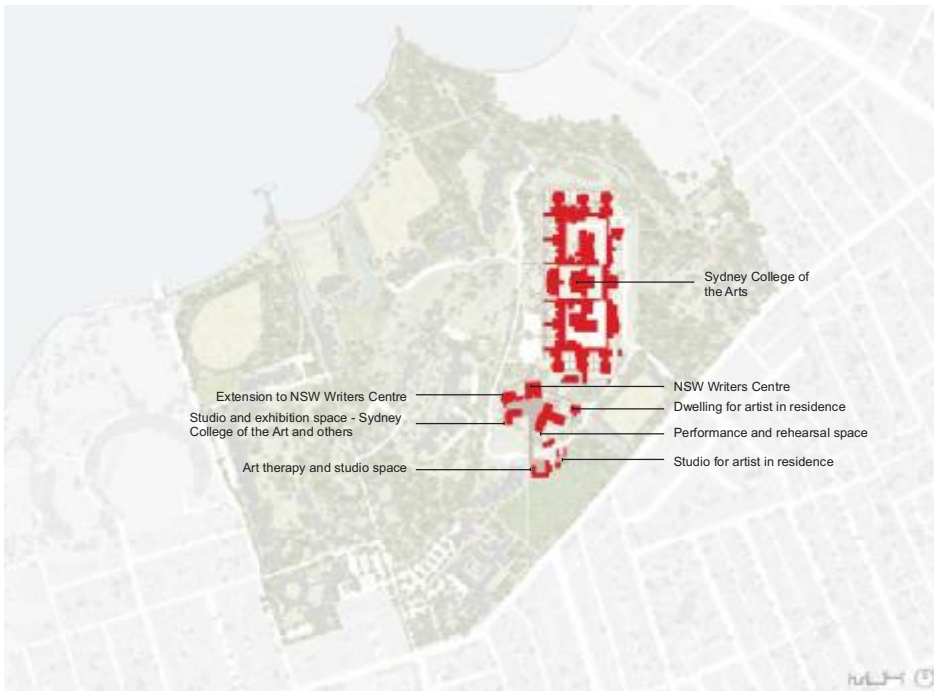 Sydney College of
the Arts
Extension to NSW Writers Centre
Studio and exhibition space - Sydney
College of the Art and others
Art therapy and studio space
NSW Writers Centre
Dwelling for artist in residence
Performance and rehearsal space
Studio for artist in residence